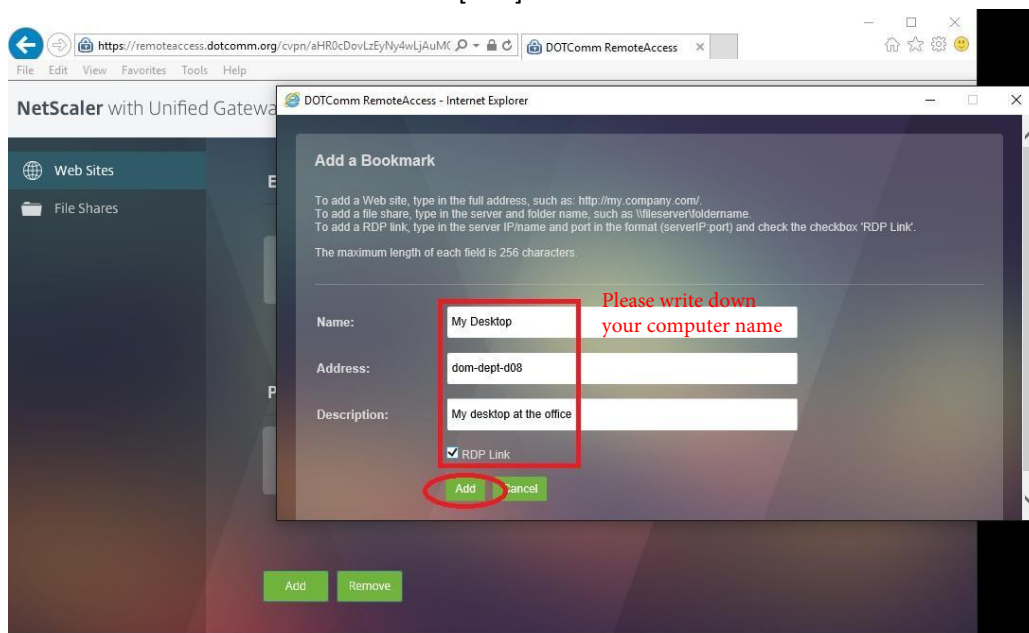 https://remoteaccess.dotcomm.org/cvpn/aHR0cDovLzEyNy4wLjAuM
DOTComm RemoteAccess
File Edit View Favorites Tools Help
NetScaler with Unified Gatewa
DOTComm RemoteAccess - Internet Explorer
Web Sites
File Shares
E
P
Add a Bookmark
To add a Web site, type in the full address, such as: http://my.company.com/.
To add a file share, type in the server and folder name, such as \\fileserver\foldername.
To add a RDP link, type in the server IP/name and port in the format (serverIP:port) and check the checkbox 'RDP Link'.
The maximum length of each field is 256 characters.
Please write down
your computer name
Name: My Desktop
Address: dom-dept-d08
Description: My desktop at the office
RDP Link
Add Cancel
Add Remove